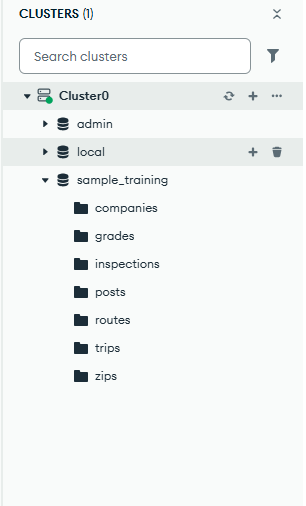 CLUSTERS (1)
Search clusters
Cluster0
admin
local
sample_training
companies
grades
inspections
posts
routes
trips
zips